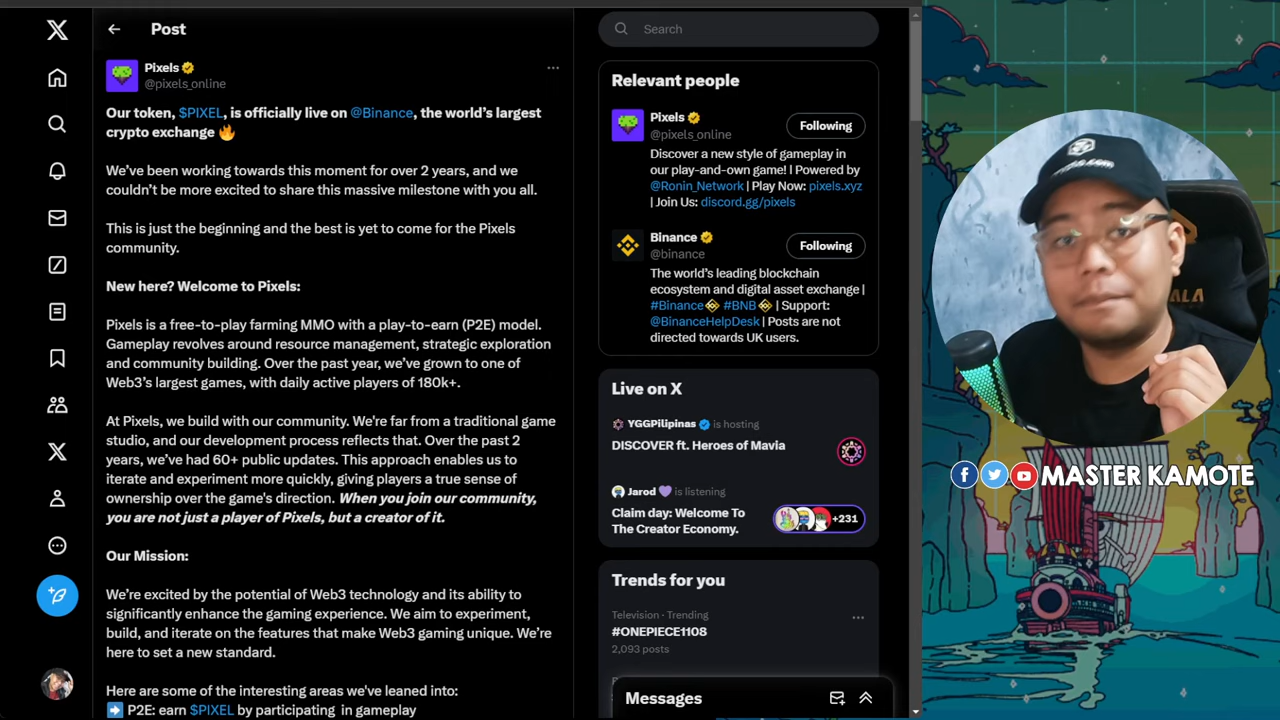 Post
Pixels
@pixels_online
Our token, $PIXEL, is officially live on @Binance, the world's largest
crypto exchange 🔥
We've been working towards this moment for over 2 years, and we
couldn't be more excited to share this massive milestone with you all.
This is just the beginning and the best is yet to come for the Pixels
community.
New here? Welcome to Pixels:
Pixels is a free-to-play farming MMO with a play-to-earn (P2E) model.
Gameplay revolves around resource management, strategic exploration
and community building. Over the past year, we've grown to one of
Web3's largest games, with daily active players of 180k+.
At Pixels, we build with our community. We're far from a traditional game
studio, and our development process reflects that. Over the past 2
years, we've had 60+ public updates. This approach enables us to
iterate and experiment more quickly, giving players a true sense of
ownership over the game's direction. When you join our community,
you are not just a player of Pixels, but a creator of it.
Our Mission:
We're excited by the potential of Web3 technology and its ability to
significantly enhance the gaming experience. We aim to experiment,
build, and iterate on the features that make Web3 gaming unique. We're
here to set a new standard.
Here are some of the interesting areas we've leaned into:
➡️ P2E: earn $PIXEL by participating in gameplay
Search
Relevant people
Pixels
@pixels_online
Following
Discover a new style of gameplay in
our play-and-own game! | Powered by
@Ronin_Network | Play Now: pixels.xyz
| Join Us: discord.gg/pixels
Binance
@binance
Following
The world's leading blockchain
ecosystem and digital asset exchange |
#Binance #BNB | Support:
@BinanceHelpDesk | Posts are not
directed towards UK users.
Live on X
YGGPilipinas is hosting
DISCOVER ft. Heroes of Mavia
Jarod 💜 is listening
Claim day: Welcome To
The Creator Economy.
+231
Trends for you
Television · Trending
#ONEPIECE1108
2,093 posts
Messages
MASTER KAMOTE